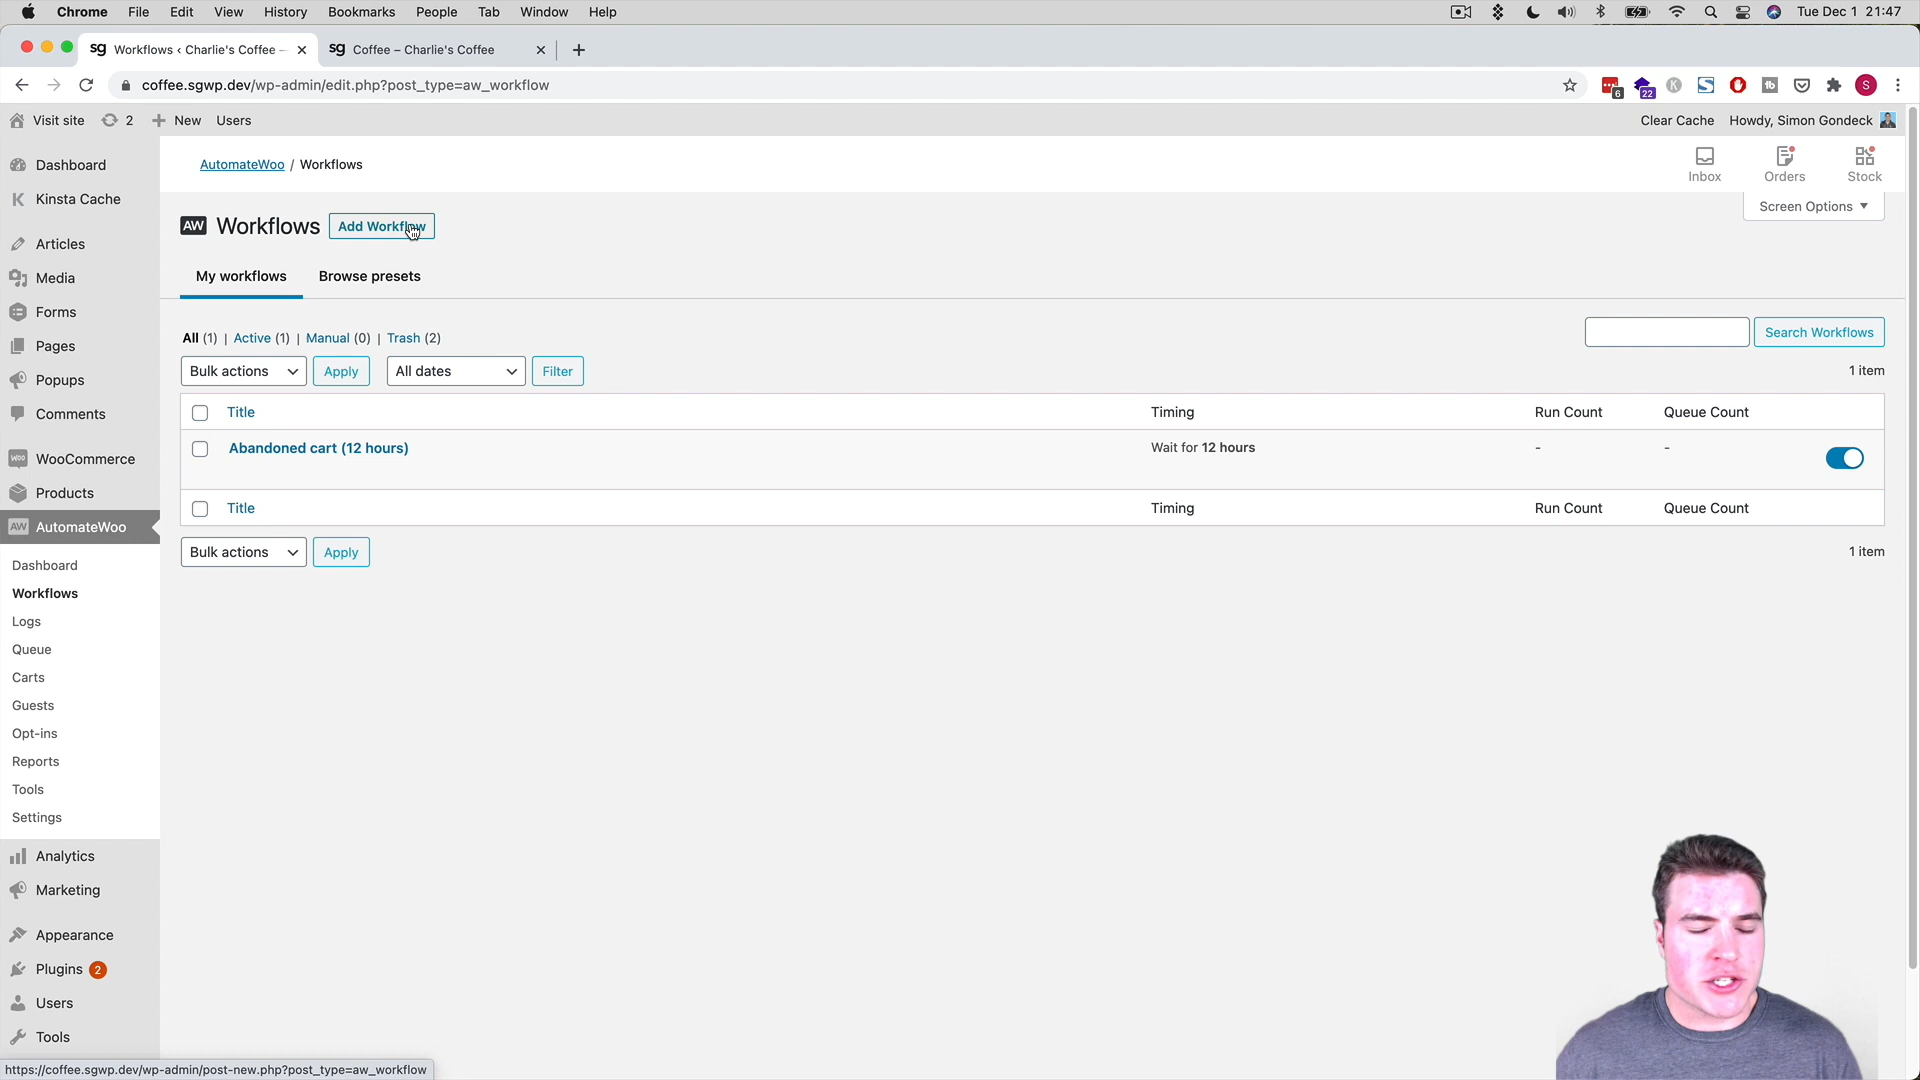 Chrome File Edit View History Bookmarks People Tab Window Help Tue Dec 1 21:47
sg Workflows ‹ Charlie's Coffee – sg Coffee – Charlie's Coffee
coffee.sgwp.dev/wp-admin/edit.php?post_type=aw_workflow 6 22 K tb S
Visit site 2 New Users Clear Cache Howdy, Simon Gondeck
Dashboard
Kinsta Cache
Articles
Media
Forms
Pages
Popups
Comments
WooCommerce
Products
AW AutomateWoo
Dashboard
Workflows
Logs
Queue
Carts
Guests
Opt-ins
Reports
Tools
Settings
Analytics
Marketing
Appearance
Plugins 2
Users
Tools
AutomateWoo / Workflows
Inbox Orders Stock
Screen Options
AW Workflows Add Workflow
My workflows Browse presets
All (1) | Active (1) | Manual (0) | Trash (2)
Search Workflows
Bulk actions Apply All dates Filter 1 item
Title Timing Run Count Queue Count
Abandoned cart (12 hours) Wait for 12 hours - -
Title Timing Run Count Queue Count
Bulk actions Apply 1 item
https://coffee.sgwp.dev/wp-admin/post-new.php?post_type=aw_workflow